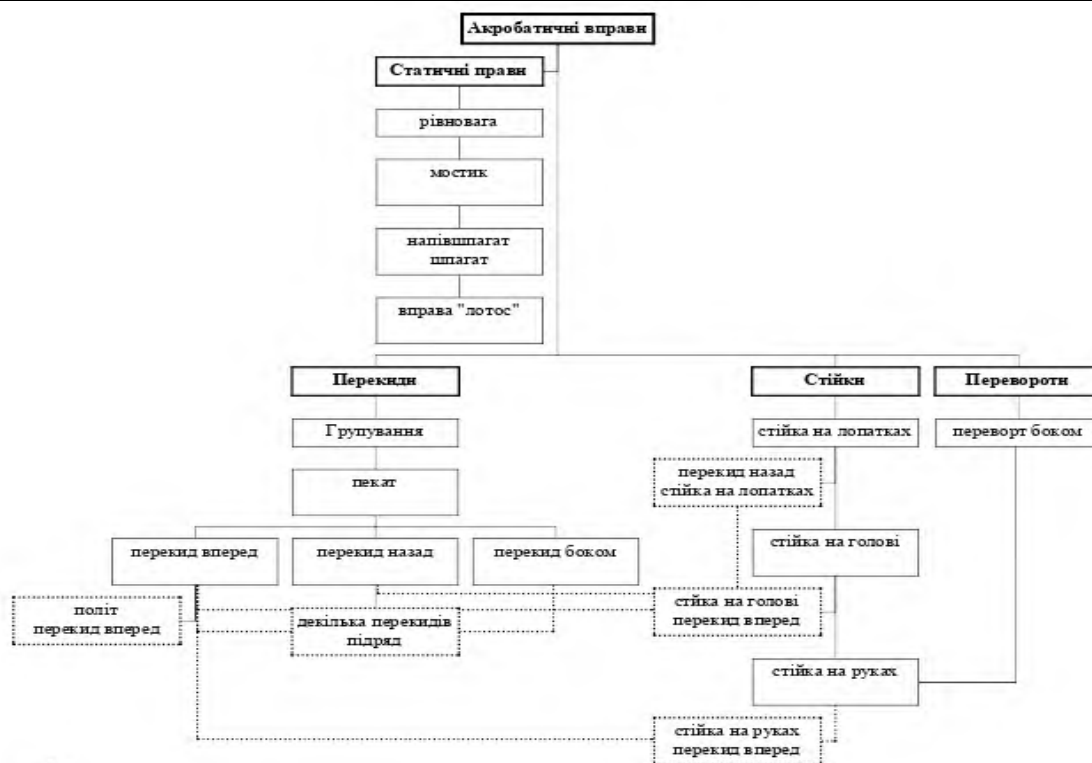 Акробатичні вправи
Статичні прави
рівновага
мостик
напівшпагат
шпагат
вправа "лотос"
Перекиди
Стійки
Перевороти
Групування
стійка на лопатках
переворт боком
пекат
перекид назад
стійка на лопатках
перекид вперед
перекид назад
перекид боком
стійка на голові
політ
перекид вперед
декілька перекидів
підряд
стйка на голові
перекид вперед
стійка на руках
стійка на руках
перекид вперед